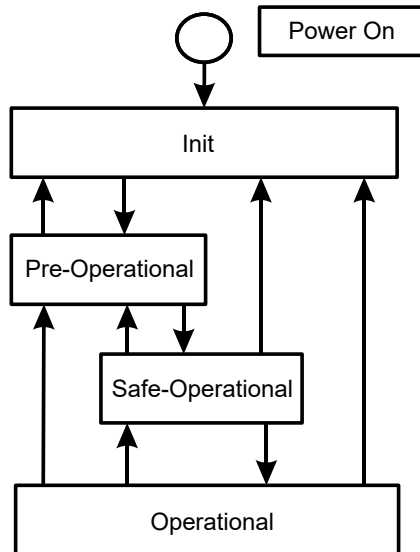 Power On
Init
Pre-Operational
Safe-Operational
Operational